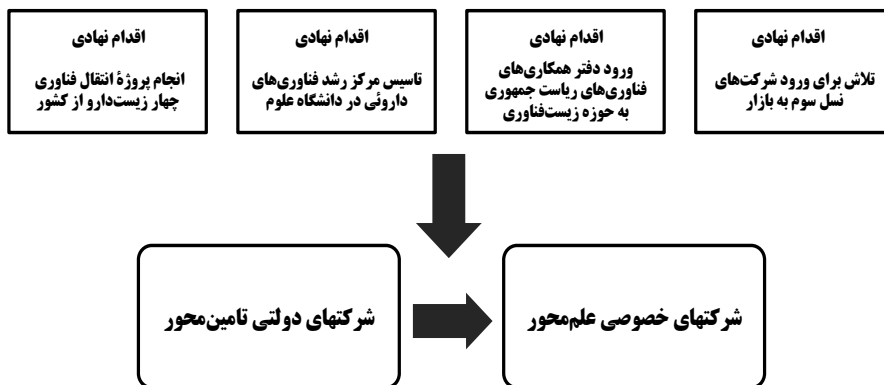 اقدام نهادی
تلاش برای ورود شرکت‌های
نسل سوم به بازار
اقدام نهادی
ورود دفتر همکاری‌های
فناوری‌های ریاست جمهوری
به حوزه زیست‌فناوری
اقدام نهادی
تاسیس مرکز رشد فناوری‌های
داروئی در دانشگاه علوم
اقدام نهادی
انجام پروژهٔ انتقال فناوری
چهار زیست‌دارو از کشور
شرکتهای دولتی تامین‌محور
شرکتهای خصوصی علم‌محور